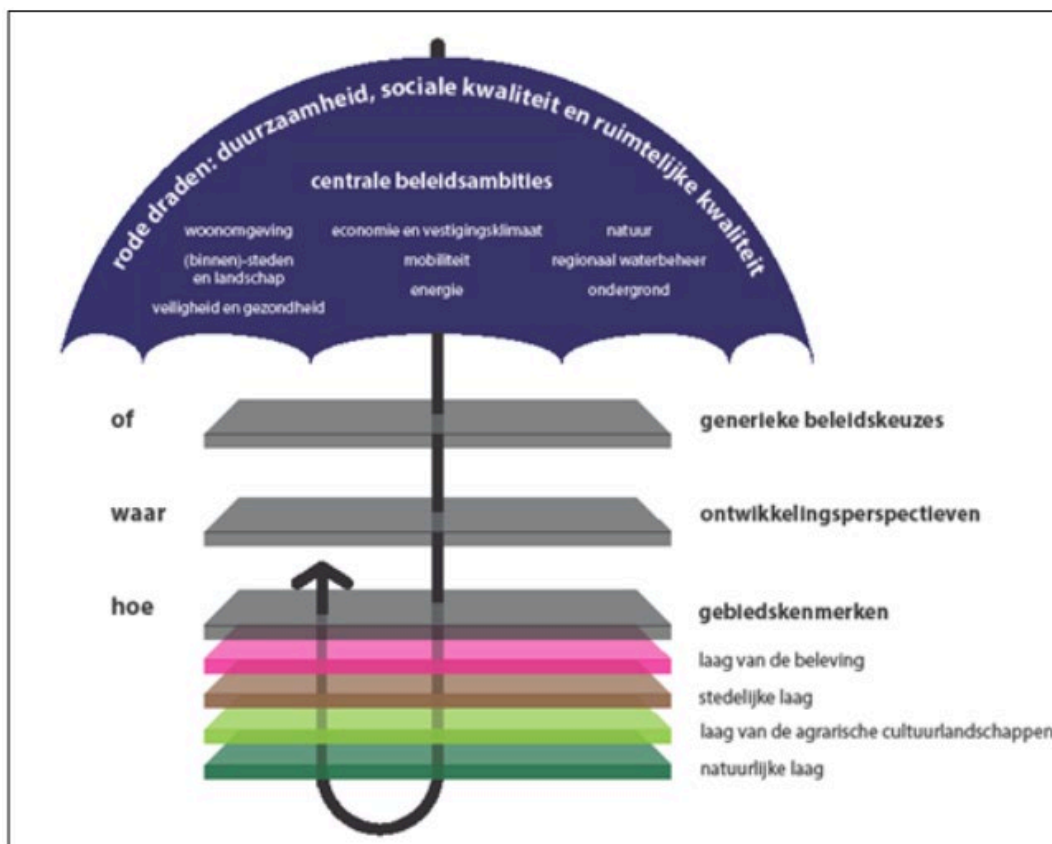 rode draden: duurzaamheid, sociale kwaliteit en ruimtelijke kwaliteit
centrale beleidsambities
woonomgeving
(binnen)-steden
en landschap
veiligheid en gezondheid
economie en vestigingsklimaat
mobiliteit
energie
natuur
regionaal waterbeheer
ondergrond
of
generieke beleidskeuzes
waar
ontwikkelingsperspectieven
hoe
gebiedskenmerken
laag van de beleving
stedelijke laag
laag van de agrarische cultuurlandschappen
natuurlijke laag